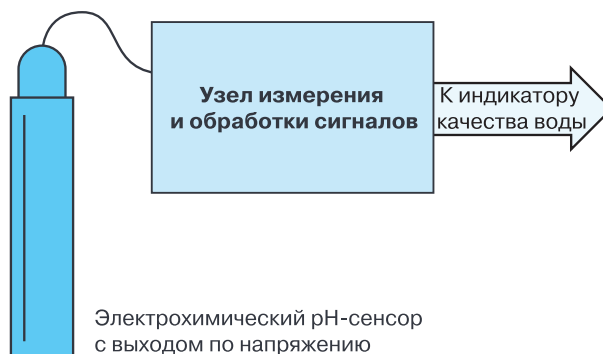 Узел измерения
и обработки сигналов
К индикатору
качества воды
Электрохимический pH-сенсор
с выходом по напряжению